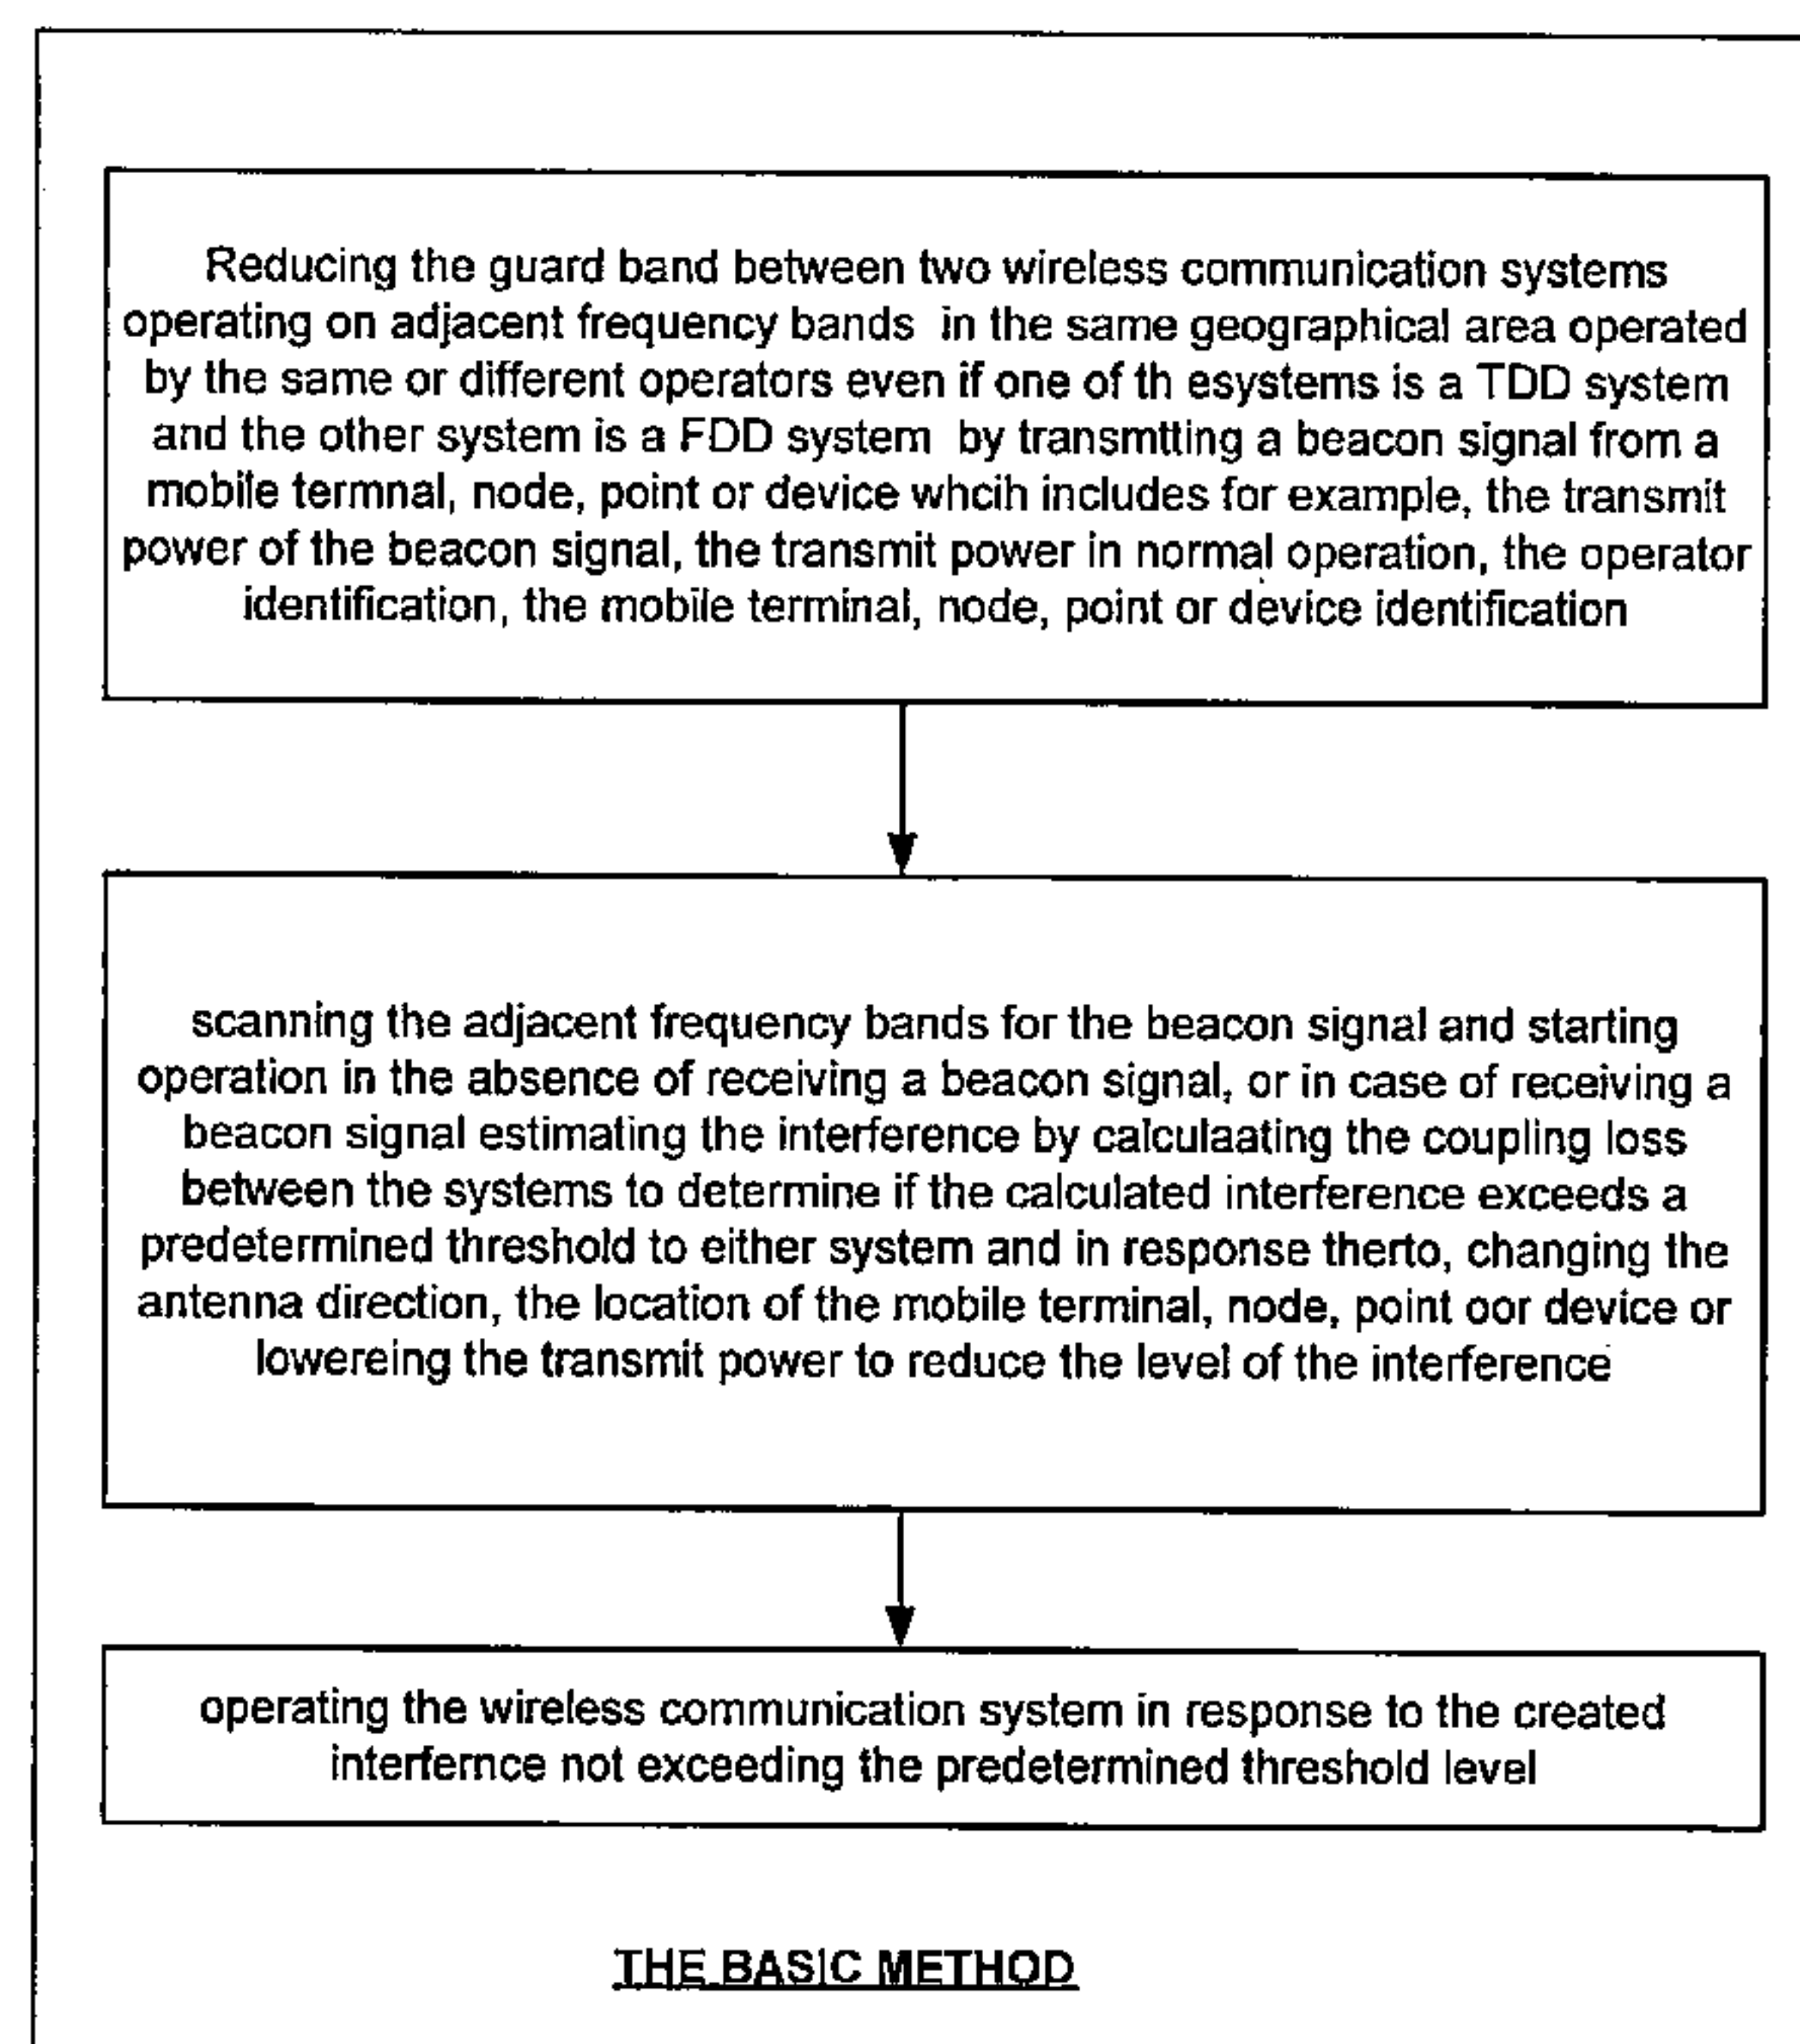 Reducing the guard band between two wireless communication systems
operating on adjacent frequency bands in the same geographical area operated
by the same or different operators even if one of th esystems is a TDD system
and the other system is a FDD system by transmtting a beacon signal from a
mobile termnal, node, point or device whcih includes for example, the transmit
power of the beacon signal, the transmit power in normal operation, the operator
identification, the mobile terminal, node, point or device identification
scanning the adjacent frequency bands for the beacon signal and starting
operation in the absence of receiving a beacon signal, or in case of receiving a
beacon signal estimating the interference by calculaating the coupling loss
between the systems to determine if the calculated interference exceeds a
predetermined threshold to either system and in response therto, changing the
antenna direction, the location of the mobile terminal, node, point oor device or
lowereing the transmit power to reduce the level of the interference
operating the wireless communication system in response to the created
interfernce not exceeding the predetermined threshold level
THE BASIC METHOD